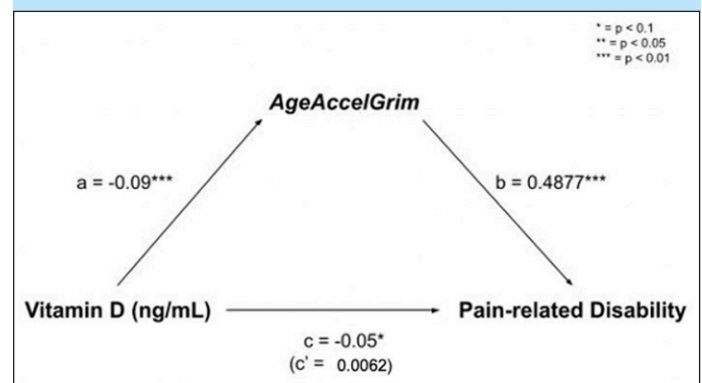 * = p < 0.1
** = p < 0.05
*** = p < 0.01
AgeAccelGrim
a = -0.09***
b = 0.4877***
Vitamin D (ng/mL)
Pain-related Disability
c = -0.05*
(c' = 0.0062)